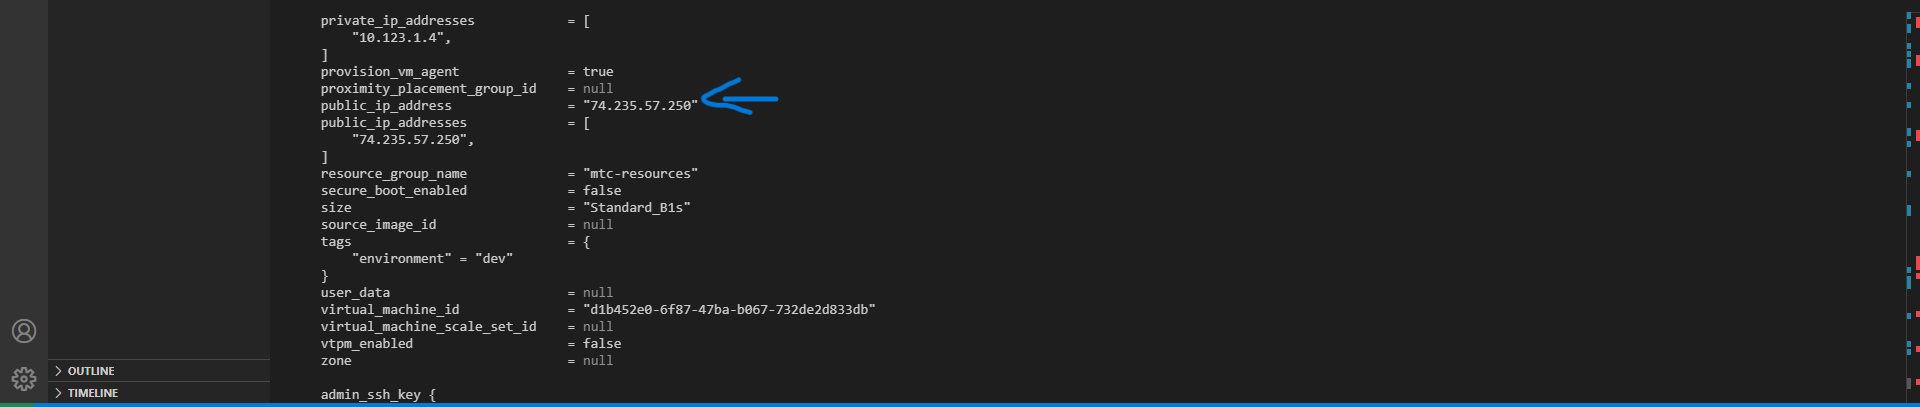 private_ip_addresses = [
"10.123.1.4",
]
provision_vm_agent = true
proximity_placement_group_id = null
public_ip_address = "74.235.57.250"
public_ip_addresses = [
"74.235.57.250",
]
resource_group_name = "mtc-resources"
secure_boot_enabled = false
size = "Standard_B1s"
source_image_id = null
tags = {
"environment" = "dev"
}
user_data = null
virtual_machine_id = "d1b452e0-6f87-47ba-b067-732de2d833db"
virtual_machine_scale_set_id = null
vtpm_enabled = false
zone = null
admin_ssh_key {
OUTLINE
TIMELINE